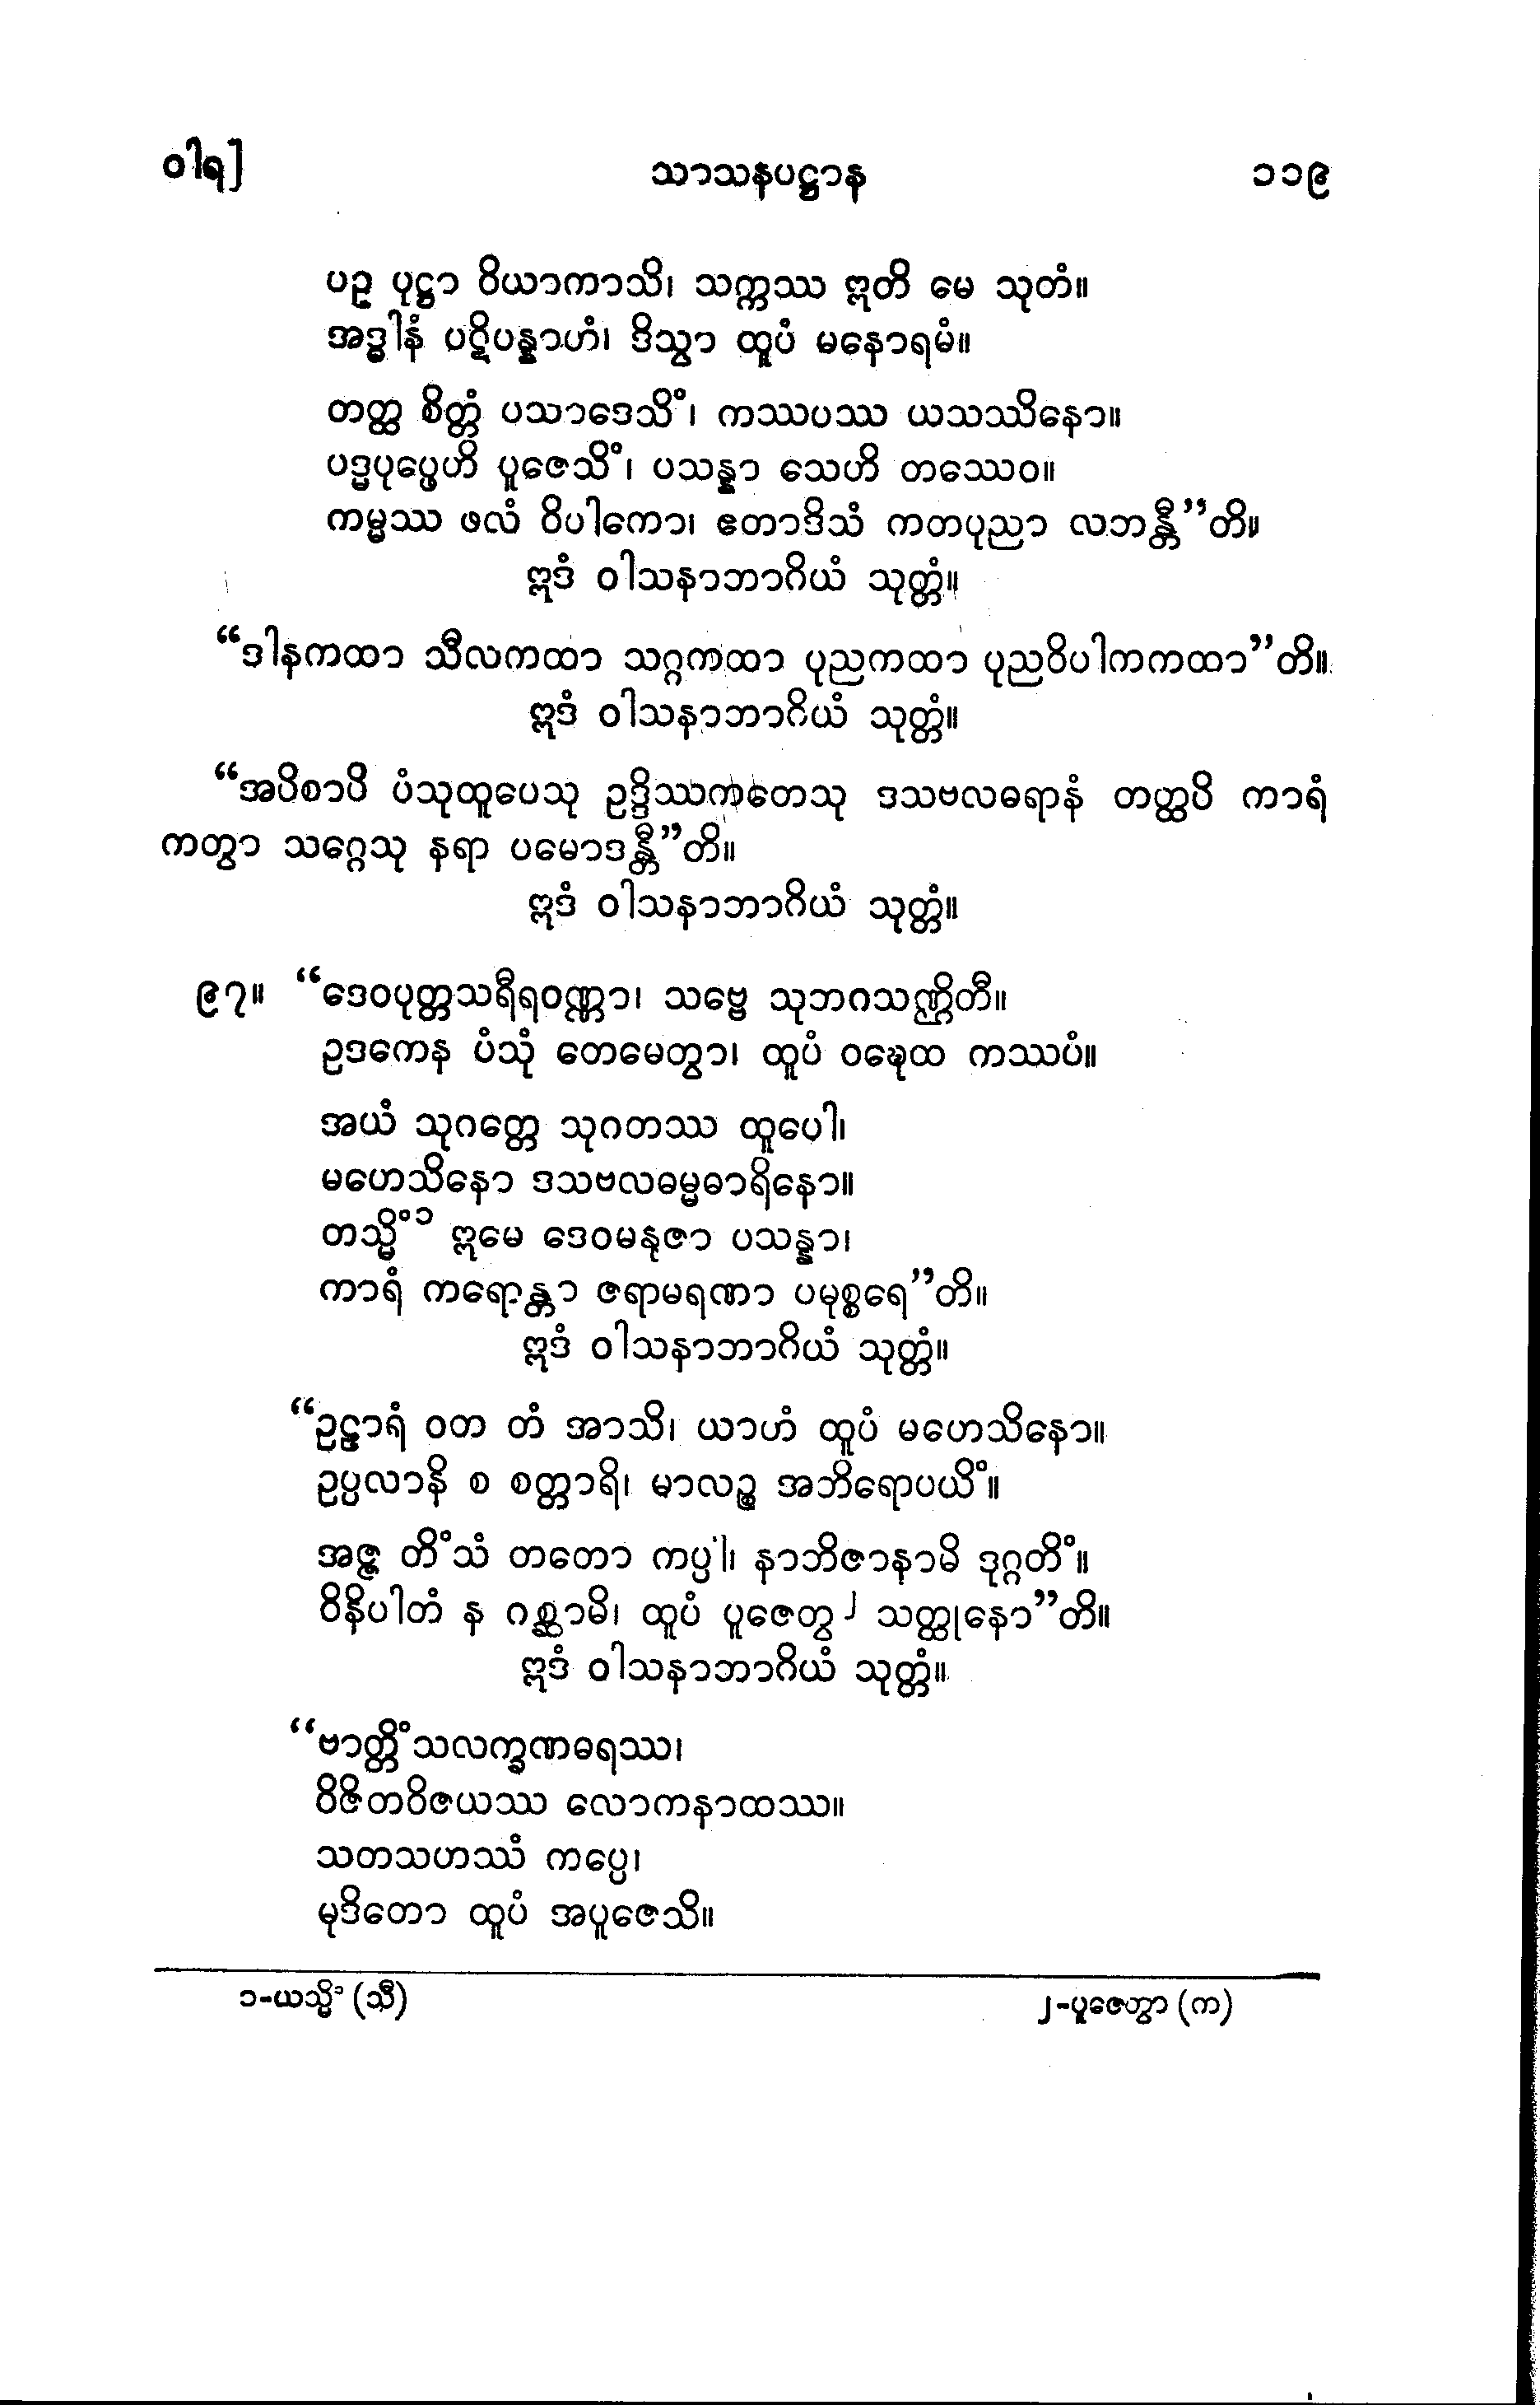 ဝါရ] သာသနပဋ္ဌာန ၁၁၉
ပဥှ ပုဋ္ဌာ ဝိယာကာသိ၊ သက္ကဿ ဣတိ မေ သုတံ။
အဒ္ဓါနံ ပဋိပန္နာဟံ၊ ဒိသွာ ထူပံ မနောရမံ။
တတ္ထ စိတ္တံ ပသာဒေသိံ၊ ကဿပဿ ယသဿိနော။
ပဒ္မပုပ္ဖေဟိ ပူဇေသိံ၊ ပသန္နာ သေဟိ တဿေဝ။
ကမ္မဿ ဖလံ ဝိပါကော၊ ဧတာဒိသံ ကတပုညာ လဘန္တီ”တိ။
ဣဒံ ဝါသနာဘာဂိယံ သုတ္တံ။
“ဒါနကထာ သီလကထာ သဂ္ဂကထာ ပုညကထာ ပုညဝိပါကကထာ”တိ။
ဣဒံ ဝါသနာဘာဂိယံ သုတ္တံ။
“အပိစာပိ ပံသုထူပေသု ဥဒ္ဒိဿကတေသု ဒသဗလဓရာနံ တတ္ထပိ ကာရံ
ကတွာ သဂ္ဂေသု နရာ ပမောဒန္တီ”တိ။
ဣဒံ ဝါသနာဘာဂိယံ သုတ္တံ။
၉၇။ “ဒေဝပုတ္တသရီရဝဏ္ဏာ၊ သဗ္ဗေ သုဘဂသဏ္ဌိတီ။
ဥဒကေန ပံသုံ တေမေတွာ၊ ထူပံ ဝဍ္ဎေထ ကဿပံ။
အယံ သုဂတ္တေ သုဂတဿ ထူပေါ၊
မဟေသိနော ဒသဗလဓမ္မဓာရိနော။
တသ္မိံ ၁ ဣမေ ဒေဝမနုဇာ ပသန္နာ၊
ကာရံ ကရောန္တာ ဇရာမရဏာ ပမုစ္စရေ”တိ။
ဣဒံ ဝါသနာဘာဂိယံ သုတ္တံ။
“ဥဠာရံ ဝတ တံ အာသိ၊ ယာဟံ ထူပံ မဟေသိနော။
ဥပ္ပလာနိ စ စတ္တာရိ၊ မာလဉ္စ အဘိရောပယိံ။
အဇ္ဇ တိံသံ တတော ကပ္ပါ၊ နာဘိဇာနာမိ ဒုဂ္ဂတိံ။
ဝိနိပါတံ န ဂစ္ဆာမိ၊ ထူပံ ပူဇေတွ ၂ သတ္ထုနော”တိ။
ဣဒံ ဝါသနာဘာဂိယံ သုတ္တံ။
“ဗာတ္တိံသလက္ခဏဓရဿ၊
ဝိဇိတဝိဇယဿ လောကနာထဿ။
သတသဟဿံ ကပ္ပေ၊
မုဒိတော ထူပံ အပူဇေသိ။
၁-ယသ္မိံ (သီ) ၂-ပူဇေတွာ (က)